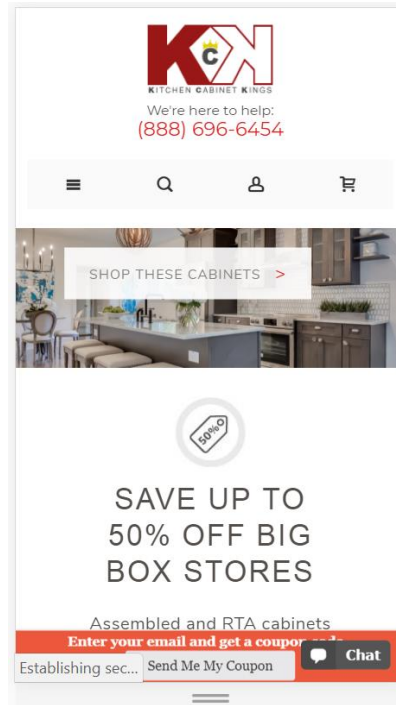 KCK
KITCHEN CABINET KINGS
We're here to help:
(888) 696-6454
SHOP THESE CABINETS >
50%
SAVE UP TO
50% OFF BIG
BOX STORES
Assembled and RTA cabinets
Enter your email and get a coupon code
Send Me My Coupon
Chat
Establishing sec...